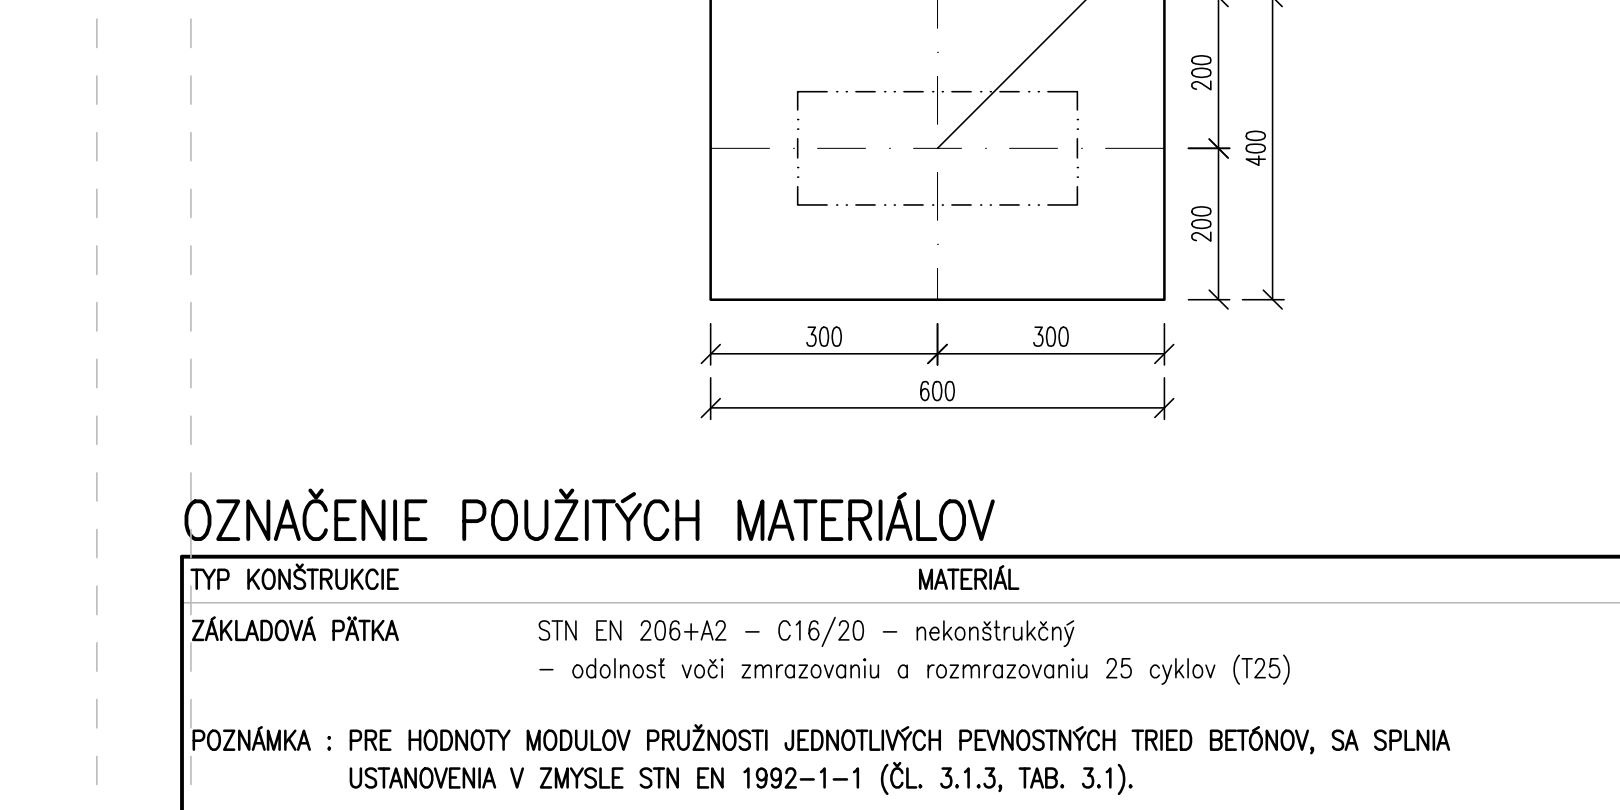 200
400
200
300 300
600
OZNAČENIE POUŽITÝCH MATERIÁLOV
TYP KONŠTRUKCIE MATERIÁL
ZÁKLADOVÁ PÄTKA STN EN 206+A2 – C16/20 – nekonštrukčný
– odolnosť voči zmrazovaniu a rozmrazovaniu 25 cyklov (T25)
POZNÁMKA : PRE HODNOTY MODULOV PRUŽNOSTI JEDNOTLIVÝCH PEVNOSTNÝCH TRIED BETÓNOV, SA SPLNIA
USTANOVENIA V ZMYSLE STN EN 1992–1–1 (ČL. 3.1.3, TAB. 3.1).